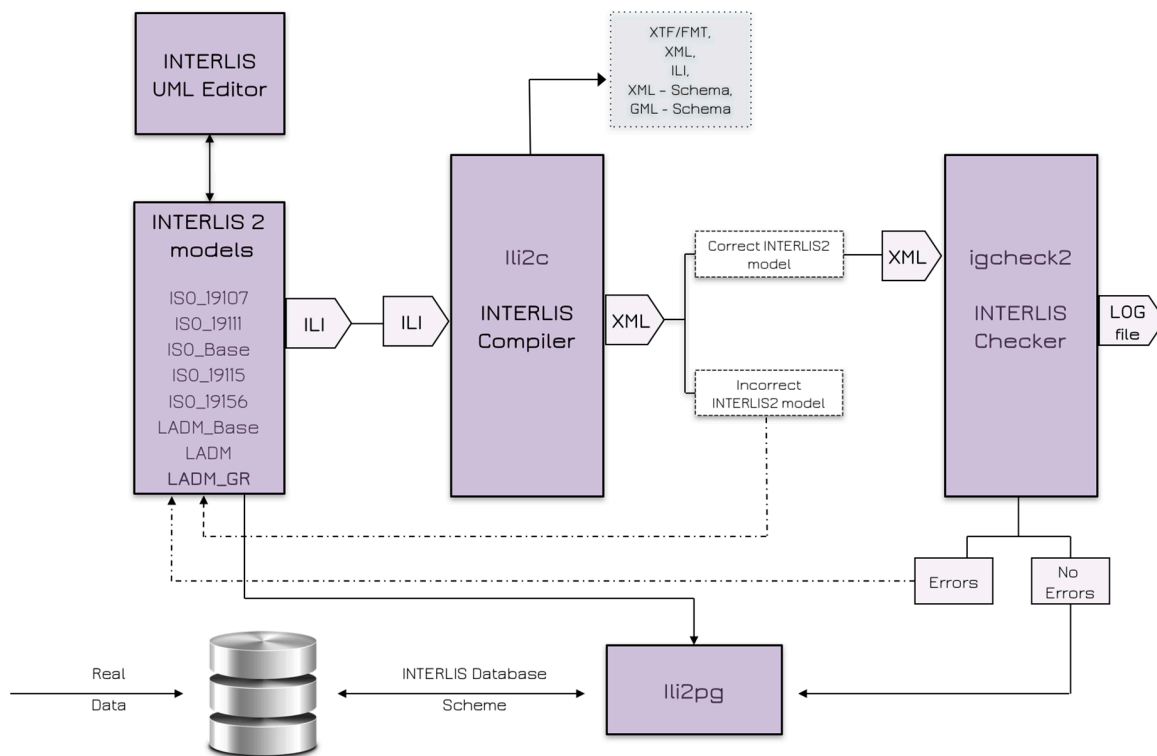 INTERLIS
UML Editor
XTF/FMT,
XML,
ILI,
XML - Schema,
GML - Schema
INTERLIS 2
models
ISO_19107
ISO_19111
ISO_Base
ISO_19115
ISO_19156
LADM_Base
LADM
LADM_GR
ILI
ILI
Ili2c
INTERLIS
Compiler
XML
Correct INTERLIS2
model
Incorrect
INTERLIS2 model
XML
igcheck2
INTERLIS
Checker
LOG
file
Errors
No
Errors
Real
Data
INTERLIS Database
Scheme
Ili2pg